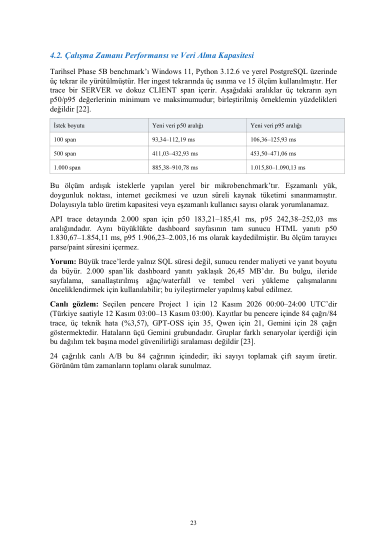 4.2. Çalışma Zamanı Performansı ve Veri Alma Kapasitesi
Tarihsel Phase 5B benchmark'ı Windows 11, Python 3.12.6 ve yerel PostgreSQL üzerinde
üç tekrar ile yürütülmüştür. Her ingest tekrarında üç ısınma ve 15 ölçüm kullanılmıştır. Her
trace bir SERVER ve dokuz CLIENT span içerir. Aşağıdaki aralıklar üç tekrarın ayrı
p50/p95 değerlerinin minimum ve maksimumudur; birleştirilmiş örneklemin yüzdelikleri
değildir [22].
İstek boyutu Yeni veri p50 aralığı Yeni veri p95 aralığı
100 span 93,34–112,19 ms 106,36–125,93 ms
500 span 411,03–432,93 ms 453,50–471,06 ms
1.000 span 885,38–910,78 ms 1.015,80–1.090,13 ms
Bu ölçüm ardışık isteklerle yapılan yerel bir mikrobenchmark'tır. Eşzamanlı yük,
doygunluk noktası, internet gecikmesi ve uzun süreli kaynak tüketimi sınanmamıştır.
Dolayısıyla tablo üretim kapasitesi veya eşzamanlı kullanıcı sayısı olarak yorumlanamaz.
API trace detayında 2.000 span için p50 183,21–185,41 ms, p95 242,38–252,03 ms
aralığındadır. Aynı büyüklükte dashboard sayfasının tam sunucu HTML yanıtı p50
1.830,67–1.854,11 ms, p95 1.906,23–2.003,16 ms olarak kaydedilmiştir. Bu ölçüm tarayıcı
parse/paint süresini içermez.
Yorum: Büyük trace'lerde yalnız SQL süresi değil, sunucu render maliyeti ve yanıt boyutu
da büyür. 2.000 span'lik dashboard yanıtı yaklaşık 26,45 MB'dır. Bu bulgu, ileride
sayfalama, sanallaştırılmış ağaç/waterfall ve tembel veri yükleme çalışmalarını
önceliklendirmek için kullanılabilir; bu iyileştirmeler yapılmış kabul edilmez.
Canlı gözlem: Seçilen pencere Project 1 için 12 Kasım 2026 00:00–24:00 UTC'dir
(Türkiye saatiyle 12 Kasım 03:00–13 Kasım 03:00). Kayıtlar bu pencere içinde 84 çağrı/84
trace, üç teknik hata (%3,57), GPT-OSS için 35, Qwen için 21, Gemini için 28 çağrı
göstermektedir. Hataların üçü Gemini grubundadır. Gruplar farklı senaryolar içerdiği için
bu dağılım tek başına model güvenilirliği sıralaması değildir [23].
24 çağrılık canlı A/B bu 84 çağrının içindedir; iki sayıyı toplamak çift sayım üretir.
Görünüm tüm zamanların toplamı olarak sunulmaz.
23